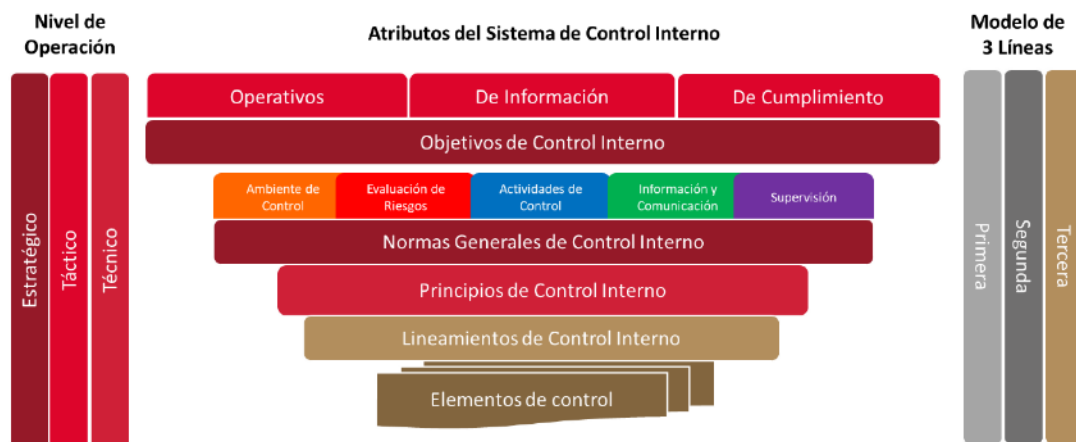 Nivel de
Operación
Atributos del Sistema de Control Interno
Modelo de
3 Líneas
Estratégico
Táctico
Técnico
Operativos
De Información
De Cumplimiento
Objetivos de Control Interno
Ambiente de
Control
Evaluación de
Riesgos
Actividades de
Control
Información y
Comunicación
Supervisión
Normas Generales de Control Interno
Principios de Control Interno
Lineamientos de Control Interno
Elementos de control
Primera
Segunda
Tercera